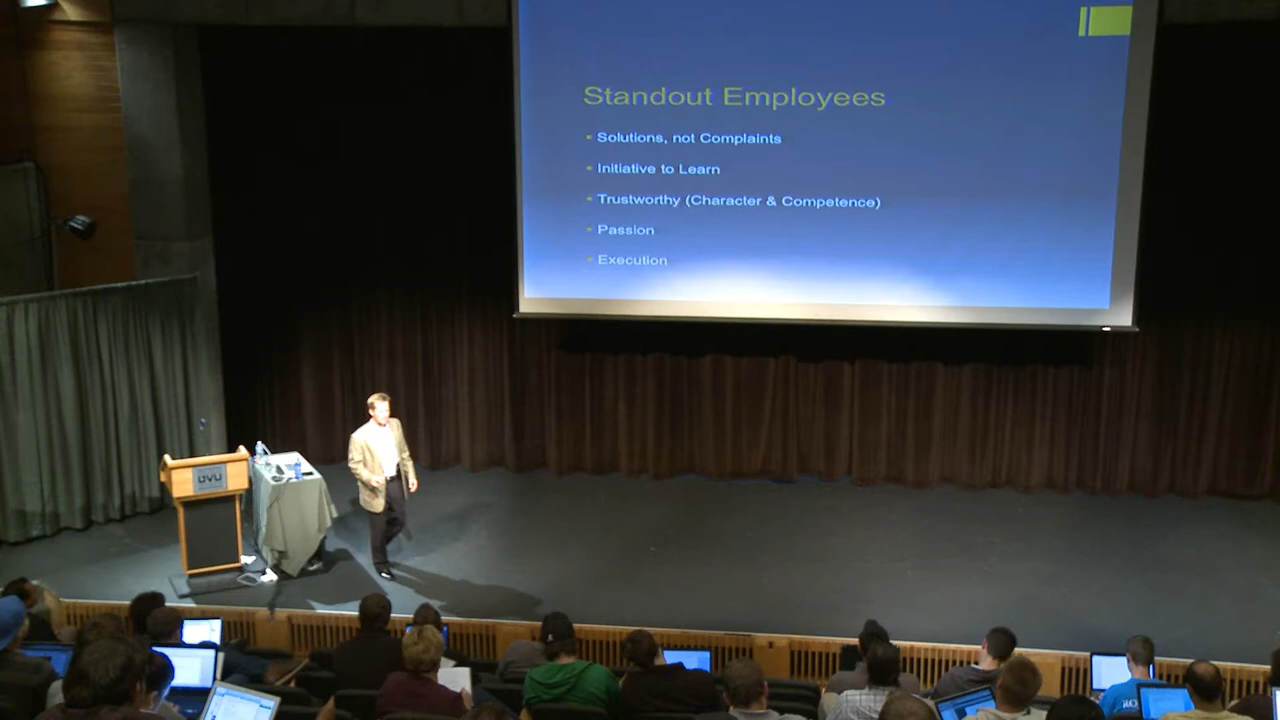 Standout Employees
Solutions, not Complaints
Initiative to Learn
Trustworthy (Character & Competence)
Passion
Execution
UVU